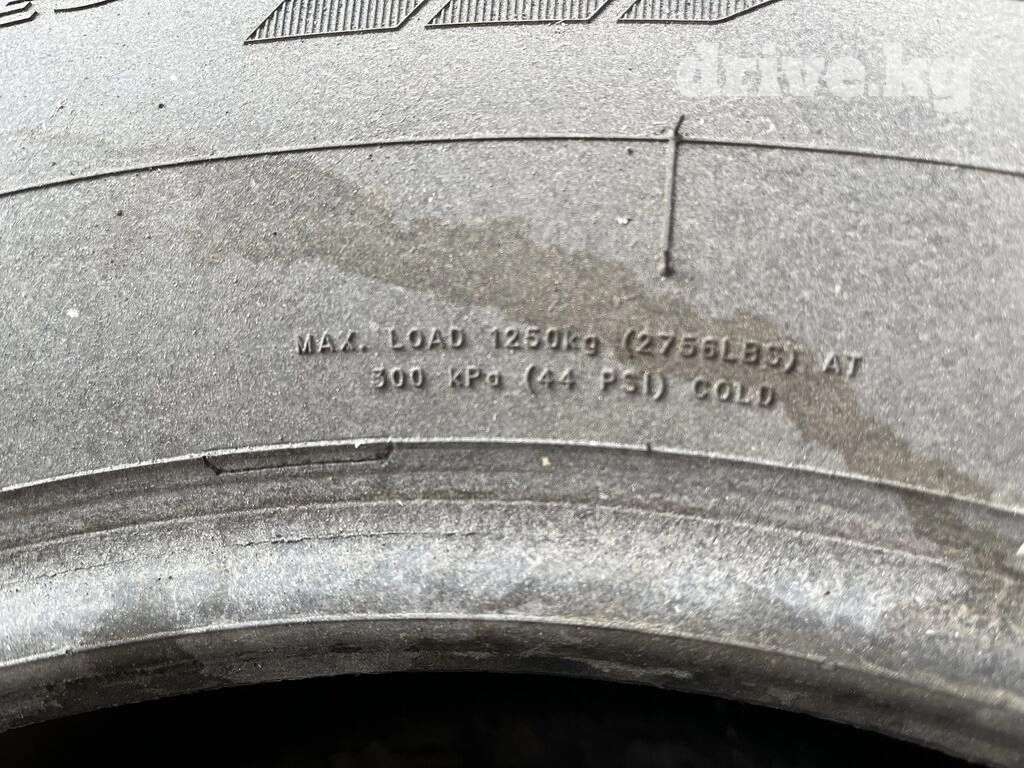 drive.kg
MAX. LOAD 1250kg (2756LBS) AT
300 kPa (44 PSI) COLD